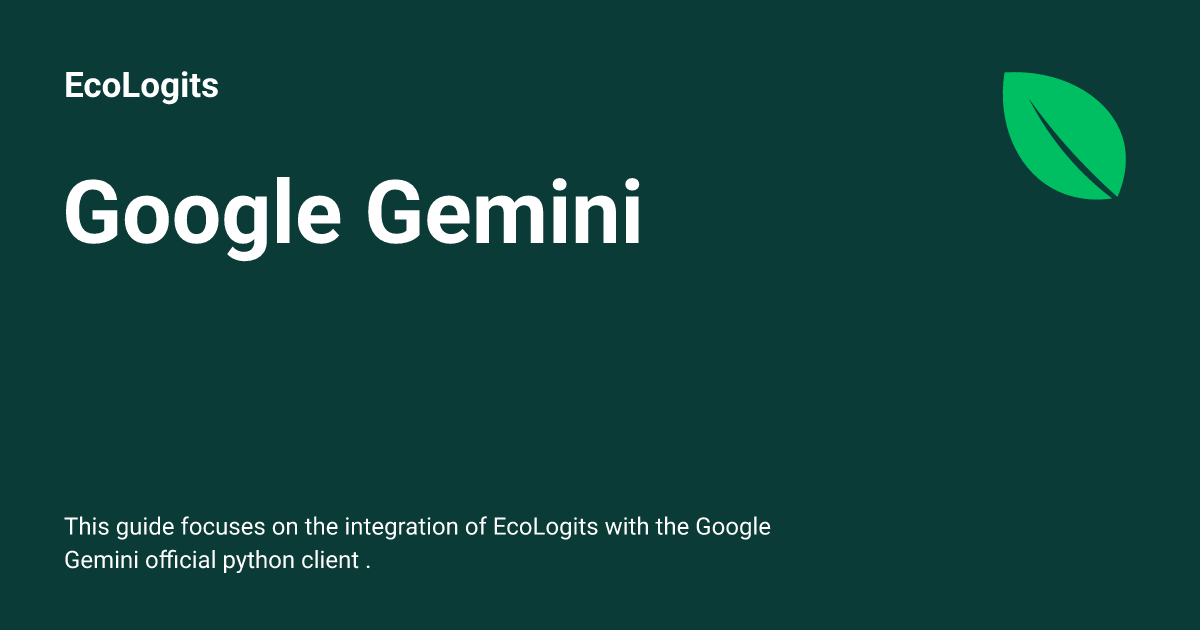 EcoLogits
Google Gemini
This guide focuses on the integration of EcoLogits with the Google
Gemini official python client .